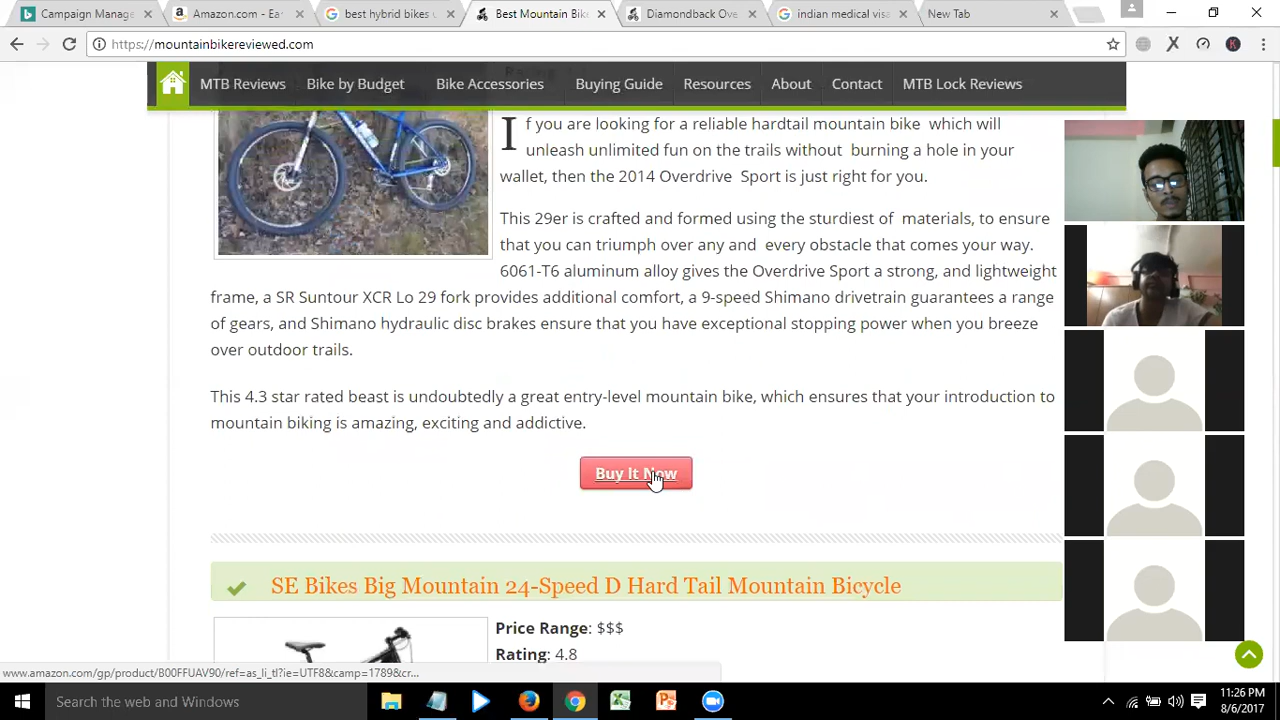 Campaign Manage
Amazon.com - Ea
best hybrid bikes u
Best Mountain Bik
Diamondback Ove
indian medical visa
New Tab
https://mountainbikereviewed.com
MTB Reviews
Bike by Budget
Bike Accessories
Buying Guide
Resources
About
Contact
MTB Lock Reviews
If you are looking for a reliable hardtail mountain bike which will
unleash unlimited fun on the trails without burning a hole in your
wallet, then the 2014 Overdrive Sport is just right for you.
This 29er is crafted and formed using the sturdiest of materials, to ensure
that you can triumph over any and every obstacle that comes your way.
6061-T6 aluminum alloy gives the Overdrive Sport a strong, and lightweight
frame, a SR Suntour XCR Lo 29 fork provides additional comfort, a 9-speed Shimano drivetrain guarantees a range
of gears, and Shimano hydraulic disc brakes ensure that you have exceptional stopping power when you breeze
over outdoor trails.
This 4.3 star rated beast is undoubtedly a great entry-level mountain bike, which ensures that your introduction to
mountain biking is amazing, exciting and addictive.
Buy It Now
SE Bikes Big Mountain 24-Speed D Hard Tail Mountain Bicycle
Price Range: $$$
Rating: 4.8
www.amazon.com/gp/product/B00FFUAV90/ref=as_li_tl?ie=UTF8&camp=1789&cr...
Search the web and Windows
11:26 PM
8/6/2017